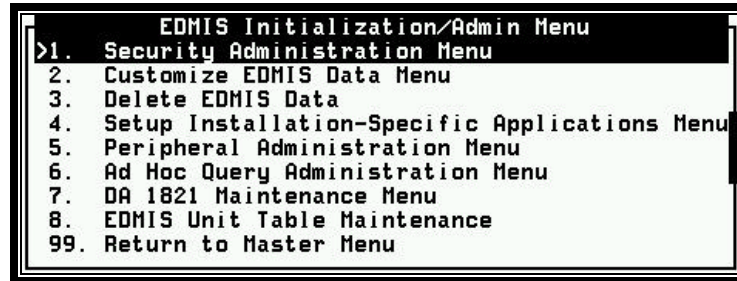 EDMIS Initialization/Admin Menu
>1. Security Administration Menu
2. Customize EDMIS Data Menu
3. Delete EDMIS Data
4. Setup Installation-Specific Applications Menu
5. Peripheral Administration Menu
6. Ad Hoc Query Administration Menu
7. DA 1821 Maintenance Menu
8. EDMIS Unit Table Maintenance
99. Return to Master Menu